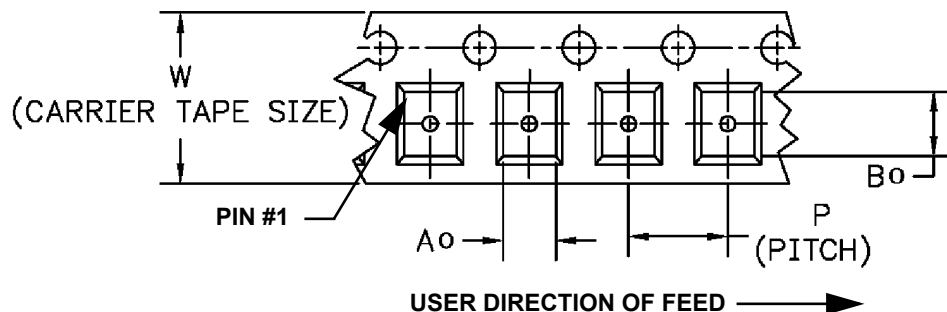 W
(CARRIER TAPE SIZE)
PIN #1
Ao
Bo
P
(PITCH)
USER DIRECTION OF FEED